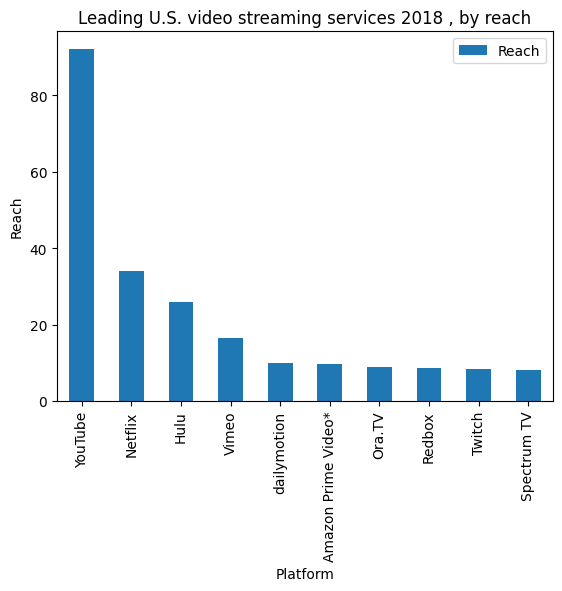 Leading U.S. video streaming services 2018 , by reach
Reach
Reach
80
60
40
20
0
YouTube
Netflix
Hulu
Vimeo
dailymotion
Amazon Prime Video*
Ora.TV
Redbox
Twitch
Spectrum TV
Platform